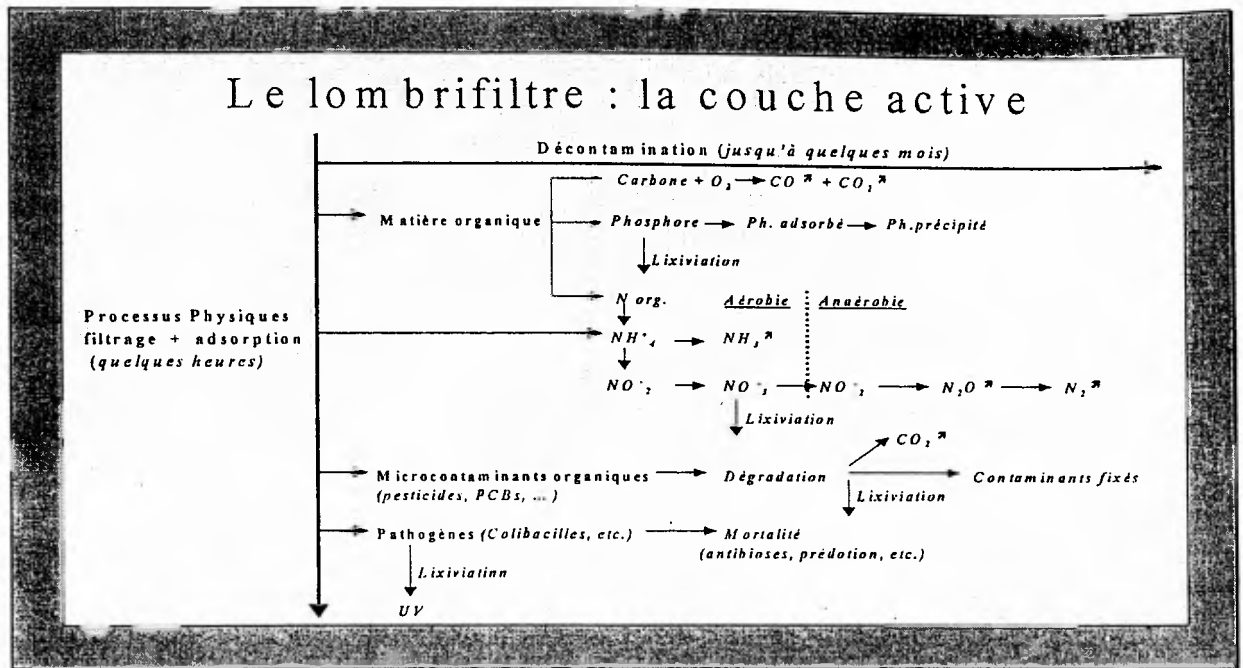 Le lombrifiltre : la couche active
Décontamination (jusqu'à quelques mois)
Carbone + O₂ → CO ↗ + CO₂ ↗
Matière organique
Phosphore → Ph. adsorbé → Ph.précipité
Lixiviation
N org.
Aérobie
Anaérobie
Processus Physiques
filtrage + adsorption
(quelques heures)
NH⁺₄ → NH₃ ↗
NO⁻₂ → NO⁻₃ → NO⁻₂ → N₂O ↗ → N₂ ↗
Lixiviation
CO₂ ↗
Microcontaminants organiques → Dégradation → Contaminants fixés
(pesticides, PCBs, ... )
Lixiviation
Pathogènes (Colibacilles, etc.) → Mortalité
(antibioses, prédotion, etc.)
Lixiviatinn
UV